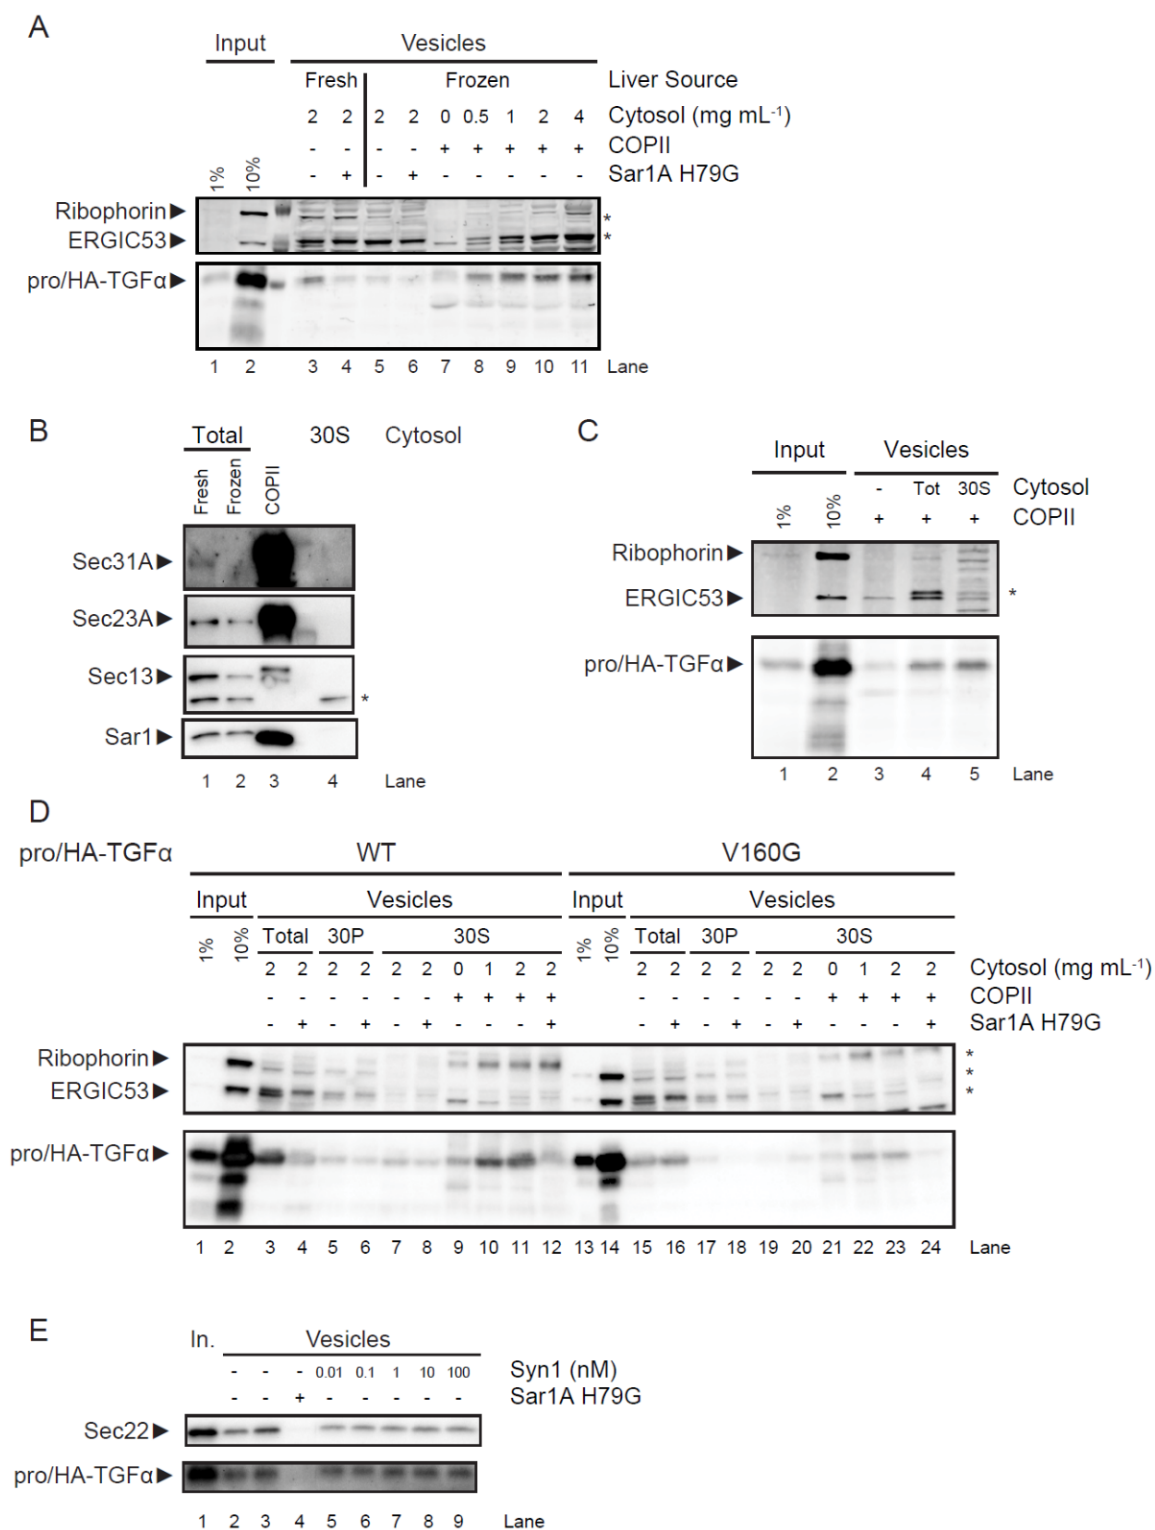 A
Input Vesicles
Fresh Frozen Liver Source
2 2 2 2 0 0.5 1 2 4 Cytosol (mg mL⁻¹)
- - - - + + + + + COPII
1% 10% - + - + - - - - - Sar1A H79G
Ribophorin
*
ERGIC53 *
pro/HA-TGFα
1 2 3 4 5 6 7 8 9 10 11 Lane
B
Total 30S Cytosol
Fresh Frozen COPII
Sec31A
Sec23A
Sec13
*
Sar1
1 2 3 4 Lane
C
Input Vesicles
- Tot 30S Cytosol
1% 10% + + + COPII
Ribophorin
ERGIC53 *
pro/HA-TGFα
1 2 3 4 5 Lane
D
pro/HA-TGFα WT V160G
Input Vesicles Input Vesicles
1% 10% Total 30P 30S 1% 10% Total 30P 30S
2 2 2 2 2 2 0 1 2 2 2 2 2 2 2 2 0 1 2 2 Cytosol (mg mL⁻¹)
- - - - - - + + + + - - - - - - + + + + COPII
- + - + - + - - - + - + - + - + - - - + Sar1A H79G
Ribophorin *
*
ERGIC53 *
pro/HA-TGFα
1 2 3 4 5 6 7 8 9 10 11 12 13 14 15 16 17 18 19 20 21 22 23 24 Lane
E
In. Vesicles
- - - 0.01 0.1 1 10 100 Syn1 (nM)
- - + - - - - - Sar1A H79G
Sec22
pro/HA-TGFα
1 2 3 4 5 6 7 8 9 Lane